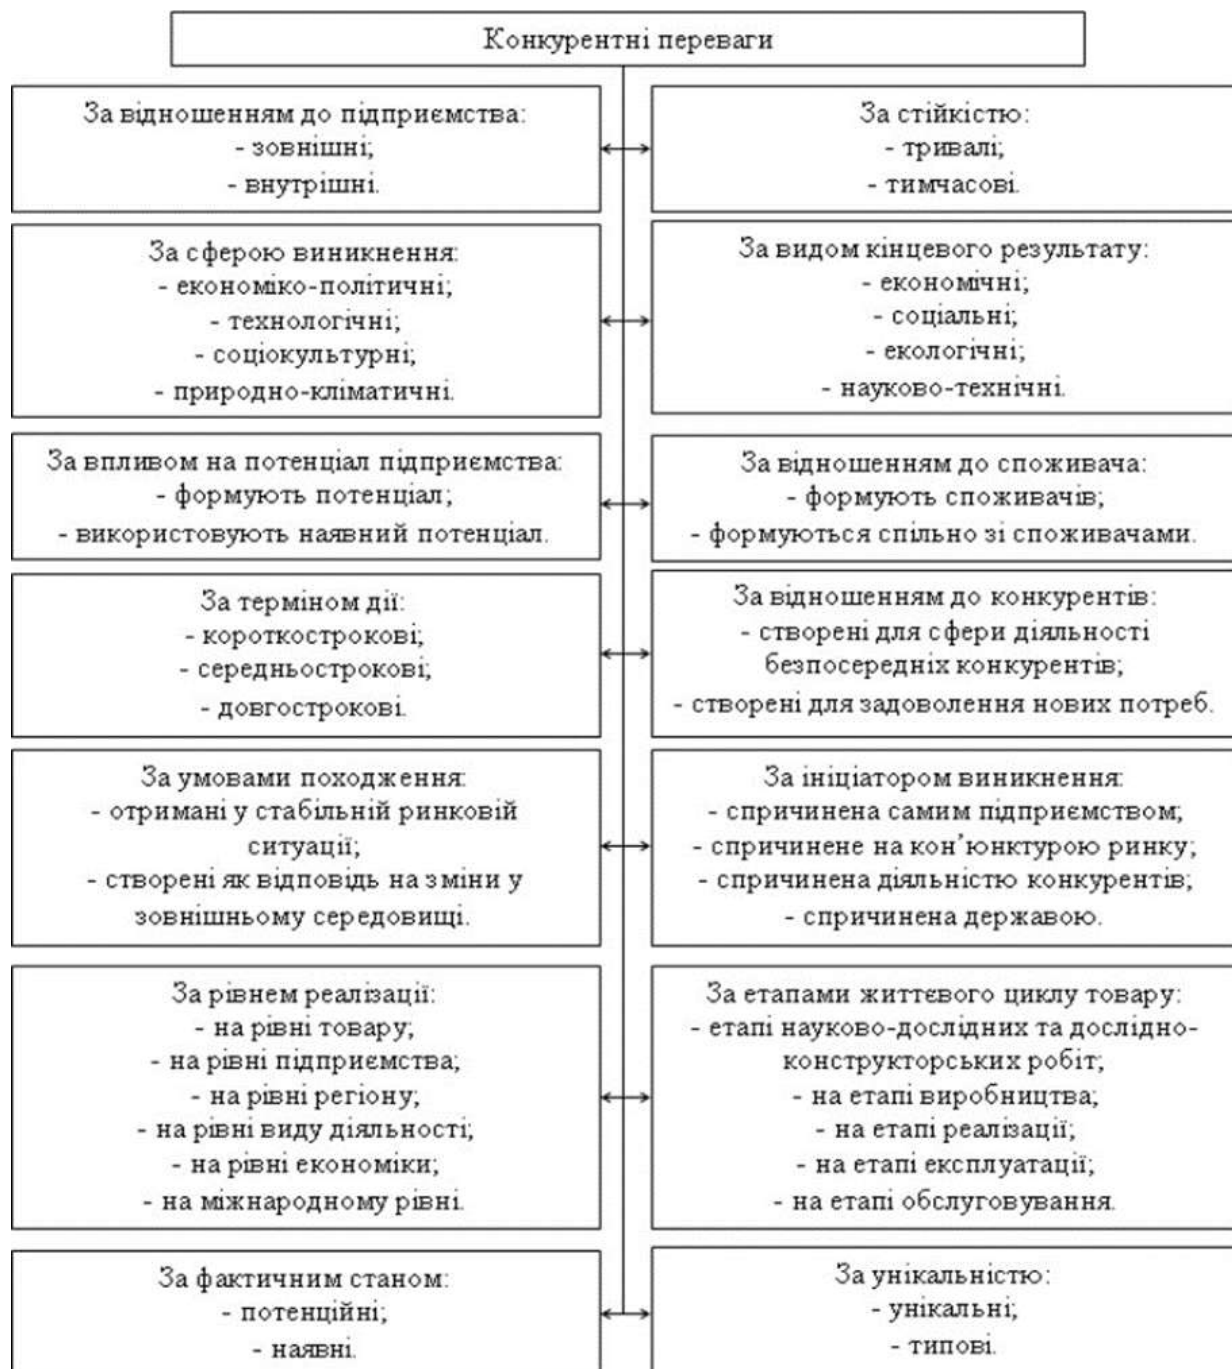 Конкурентні переваги
За відношенням до підприємства:
- зовнішні;
- внутрішні.
За стійкістю:
- тривалі;
- тимчасові.
За сферою виникнення:
- економіко-політичні;
- технологічні;
- соціокультурні;
- природно-кліматичні.
За видом кінцевого результату:
- економічні;
- соціальні;
- екологічні;
- науково-технічні.
За впливом на потенціал підприємства:
- формують потенціал;
- використовують наявний потенціал.
За відношенням до споживача:
- формують споживачів;
- формуються спільно зі споживачами.
За терміном дії:
- короткострокові;
- середньострокові;
- довгострокові.
За відношенням до конкурентів:
- створені для сфери діяльності
безпосередніх конкурентів;
- створені для задоволення нових потреб.
За умовами походження:
- отримані у стабільній ринковій
ситуації;
- створені як відповідь на зміни у
зовнішньому середовищі.
За ініціатором виникнення:
- спричинена самим підприємством;
- спричинене на кон’юнктурою ринку;
- спричинена діяльністю конкурентів;
- спричинена державою.
За рівнем реалізації:
- на рівні товару;
- на рівні підприємства;
- на рівні регіону;
- на рівні виду діяльності;
- на рівні економіки;
- на міжнародному рівні.
За етапами життєвого циклу товару:
- етапі науково-дослідних та дослідно-
конструкторських робіт;
- на етапі виробництва;
- на етапі реалізації;
- на етапі експлуатації;
- на етапі обслуговування.
За фактичним станом:
- потенційні;
- наявні.
За унікальністю:
- унікальні;
- типові.